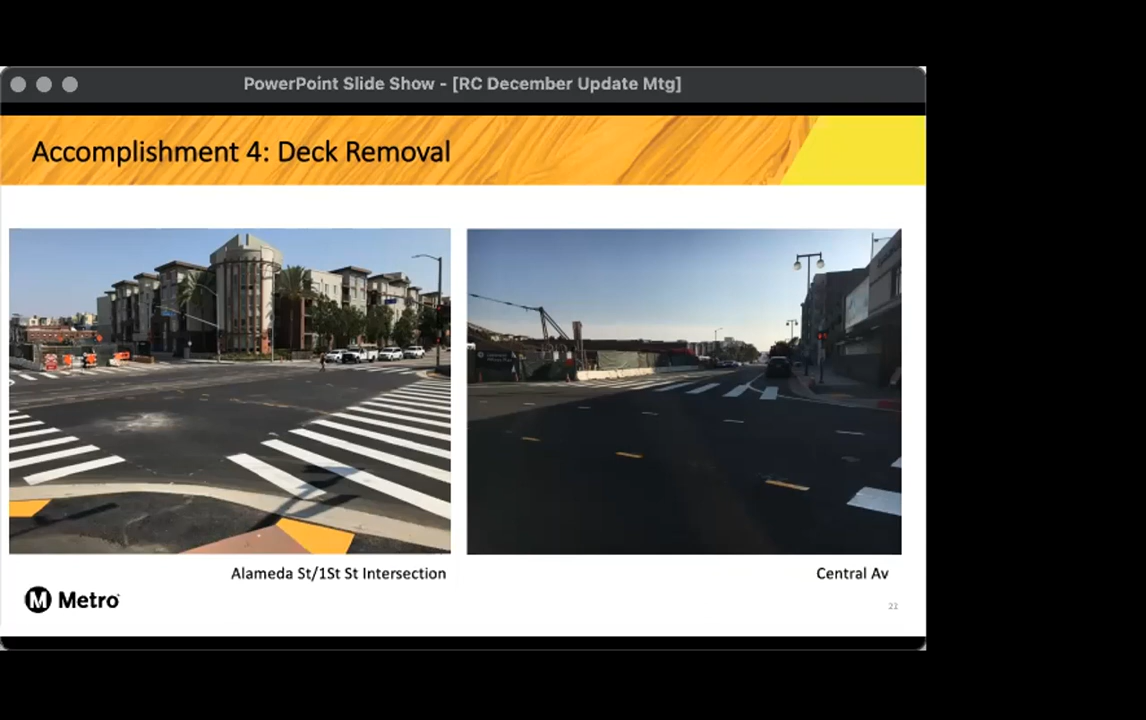 PowerPoint Slide Show - [RC December Update Mtg]
Accomplishment 4: Deck Removal
Alameda St/1St St Intersection
Central Av
M Metro
22